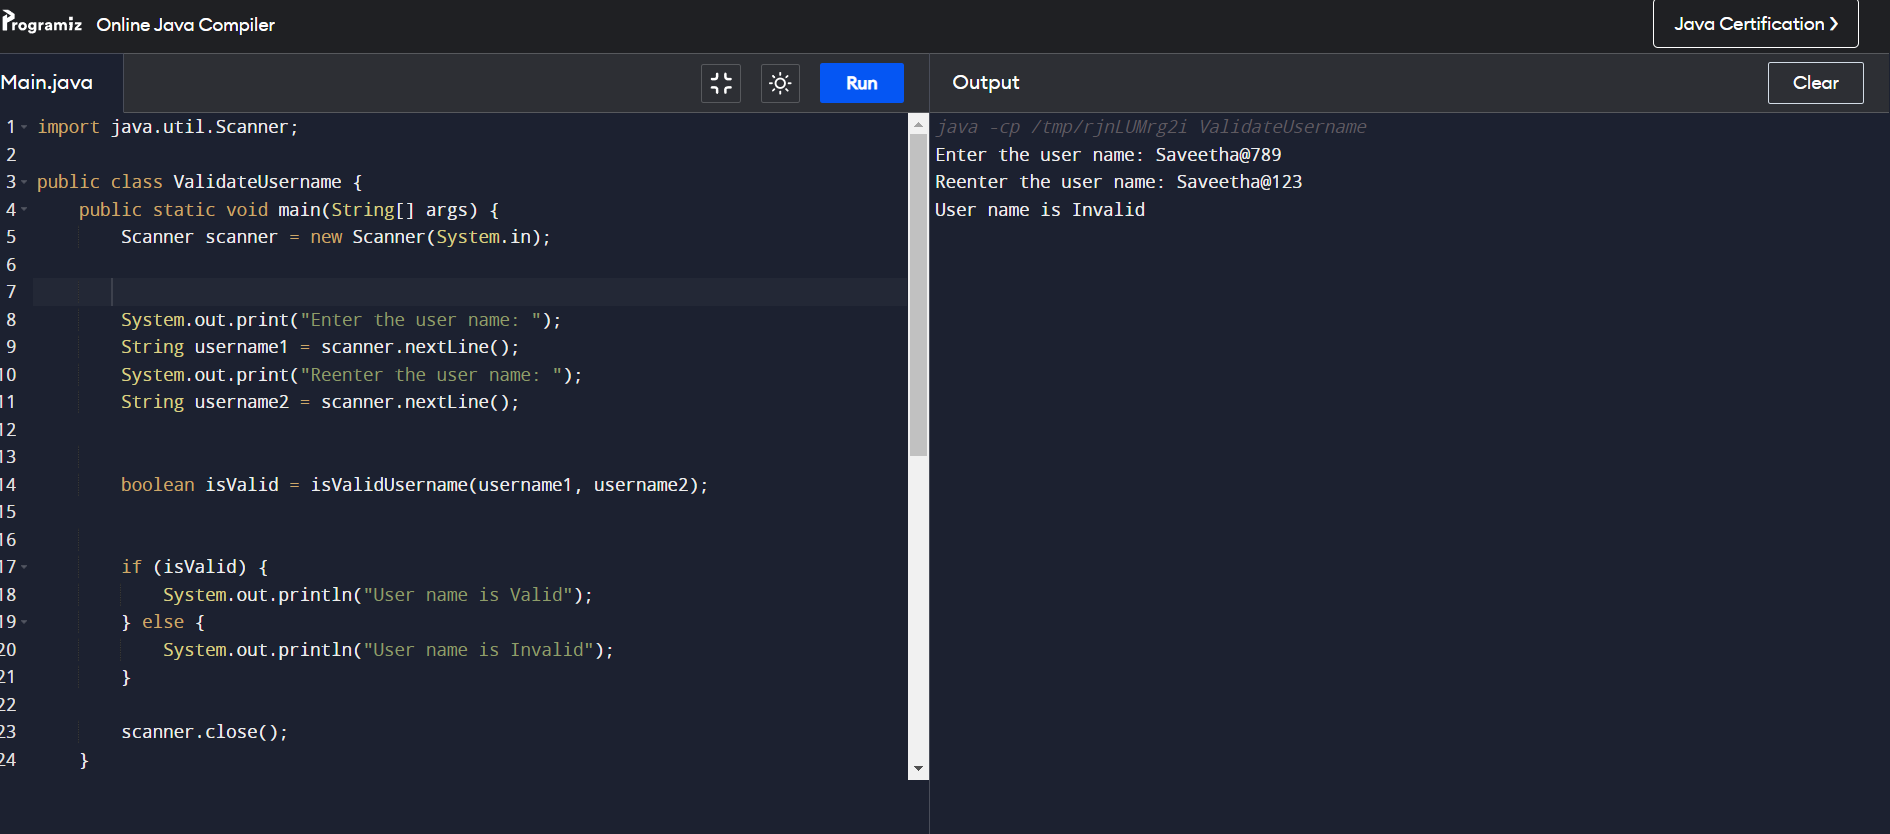 Programiz Online Java Compiler
Java Certification ❯
Main.java
Run
Output
Clear
1 import java.util.Scanner;
2
3 public class ValidateUsername {
4     public static void main(String[] args) {
5         Scanner scanner = new Scanner(System.in);
6
7
8         System.out.print("Enter the user name: ");
9         String username1 = scanner.nextLine();
10         System.out.print("Reenter the user name: ");
11         String username2 = scanner.nextLine();
12
13
14         boolean isValid = isValidUsername(username1, username2);
15
16
17         if (isValid) {
18             System.out.println("User name is Valid");
19         } else {
20             System.out.println("User name is Invalid");
21         }
22
23         scanner.close();
24     }
java -cp /tmp/rjnLUMrg2i ValidateUsername
Enter the user name: Saveetha@789
Reenter the user name: Saveetha@123
User name is Invalid